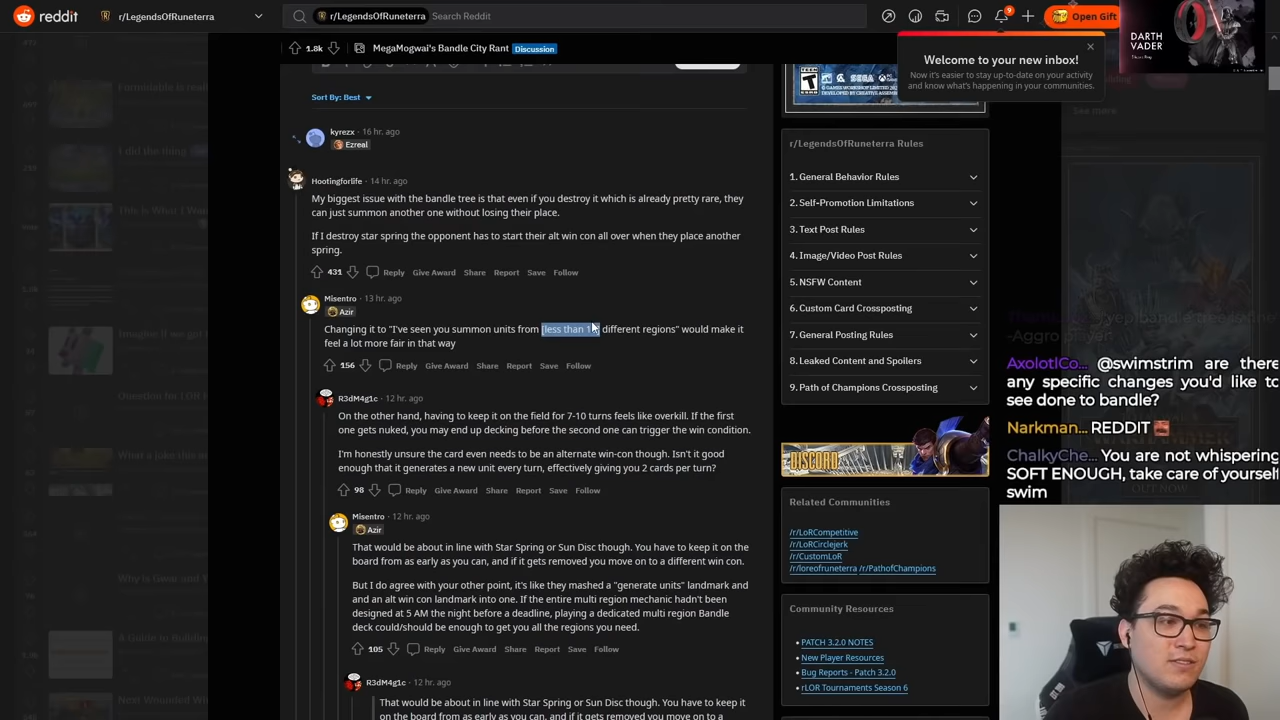 reddit
r/LegendsOfRuneterra
r/LegendsOfRuneterra
Search Reddit
9
Open Gift
DARTH
VADER
1.8k
MegaMogwai's Bandle City Rant
Discussion
Welcome to your new inbox!
Now it's easier to stay up-to-date on your activity
and know what's happening in your communities.
See more
Sort By: Best
kyrezx · 16 hr. ago
Ezreal
Hootingforlife · 14 hr. ago
My biggest issue with the bandle tree is that even if you destroy it which is already pretty rare, they
can just summon another one without losing their place.
If I destroy star spring the opponent has to start their alt win con all over when they place another
spring.
431
Reply
Give Award
Share
Report
Save
Follow
Misentro · 13 hr. ago
Azir
Changing it to "I've seen you summon units from (less than 1 different regions" would make it
feel a lot more fair in that way
156
Reply
Give Award
Share
Report
Save
Follow
R3dM4g1c · 12 hr. ago
On the other hand, having to keep it on the field for 7-10 turns feels like overkill. If the first
one gets nuked, you may end up decking before the second one can trigger the win condition.
I'm honestly unsure the card even needs to be an alternate win-con though. Isn't it good
enough that it generates a new unit every turn, effectively giving you 2 cards per turn?
98
Reply
Give Award
Share
Report
Save
Follow
Misentro · 12 hr. ago
Azir
That would be about in line with Star Spring or Sun Disc though. You have to keep it on the
board from as early as you can, and if it gets removed you move on to a different win con.
But I do agree with your other point, it's like they mashed a "generate units" landmark and
and an alt win con landmark into one. If the entire multi region mechanic hadn't been
designed at 5 AM the night before a deadline, playing a dedicated multi region Bandle
deck could/should be enough to get you all the regions you need.
105
Reply
Give Award
Share
Report
Save
Follow
R3dM4g1c · 12 hr. ago
That would be about in line with Star Spring or Sun Disc though. You have to keep it
on the board from as early as you can, and if it gets removed you move on to a
SEGA
r/LegendsOfRuneterra Rules
1. General Behavior Rules
2. Self-Promotion Limitations
3. Text Post Rules
4. Image/Video Post Rules
5. NSFW Content
6. Custom Card Crossposting
7. General Posting Rules
8. Leaked Content and Spoilers
9. Path of Champions Crossposting
DISCORD
Related Communities
/r/LoRCompetitive
/r/LoRCirclejerk
/r/CustomLoR
/r/loreofruneterra /r/PathofChampions
Community Resources
• PATCH 3.2.0 NOTES
• New Player Resources
• Bug Reports - Patch 3.2.0
• rLOR Tournaments Season 6
-Aggro Player
AxolotlCo... @swimstrim are there
any specific changes you'd like to
see done to bandle?
Narkman... REDDIT
ChalkyChe... You are not whispering
SOFT ENOUGH, take care of yourself
swim